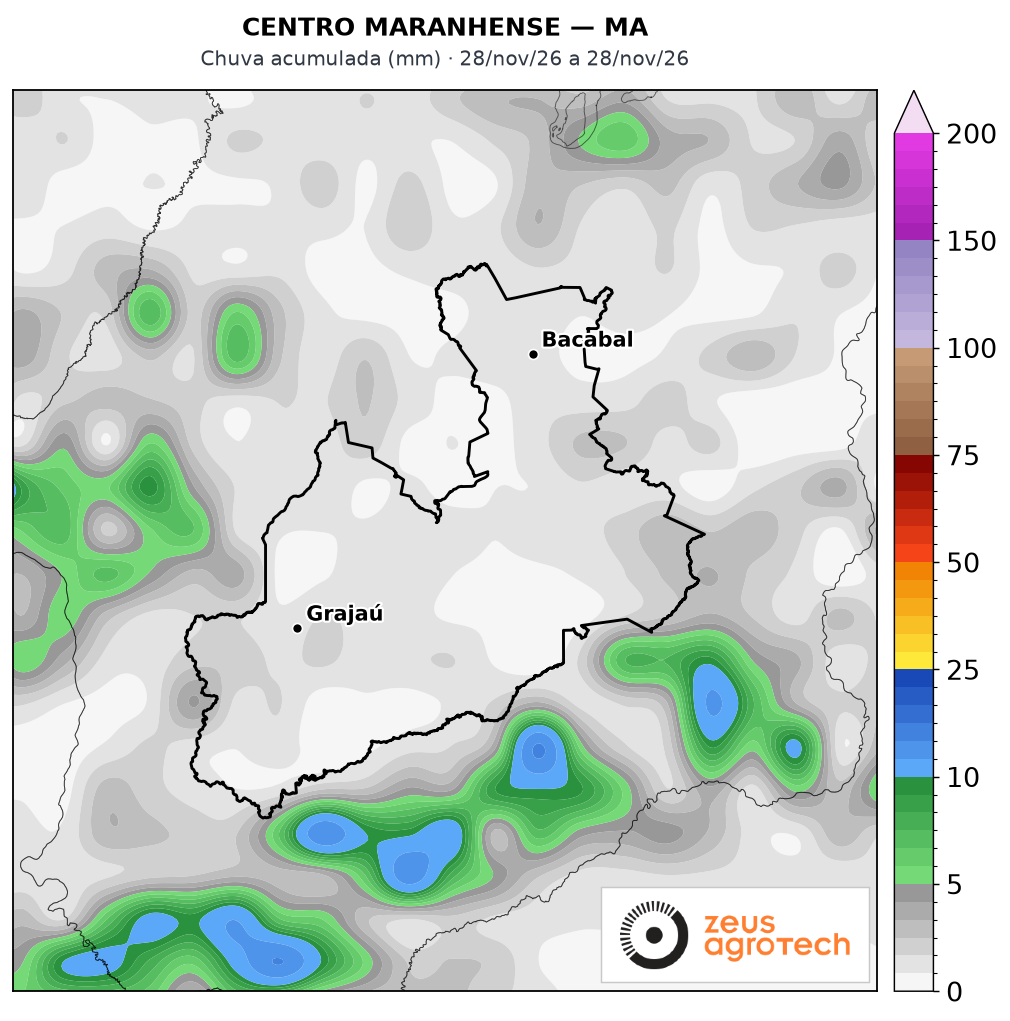 CENTRO MARANHENSE — MA
Chuva acumulada (mm) · 28/nov/26 a 28/nov/26
200
150
100
75
50
25
10
5
0
Bacabal
Grajaú
zeus
agrotech